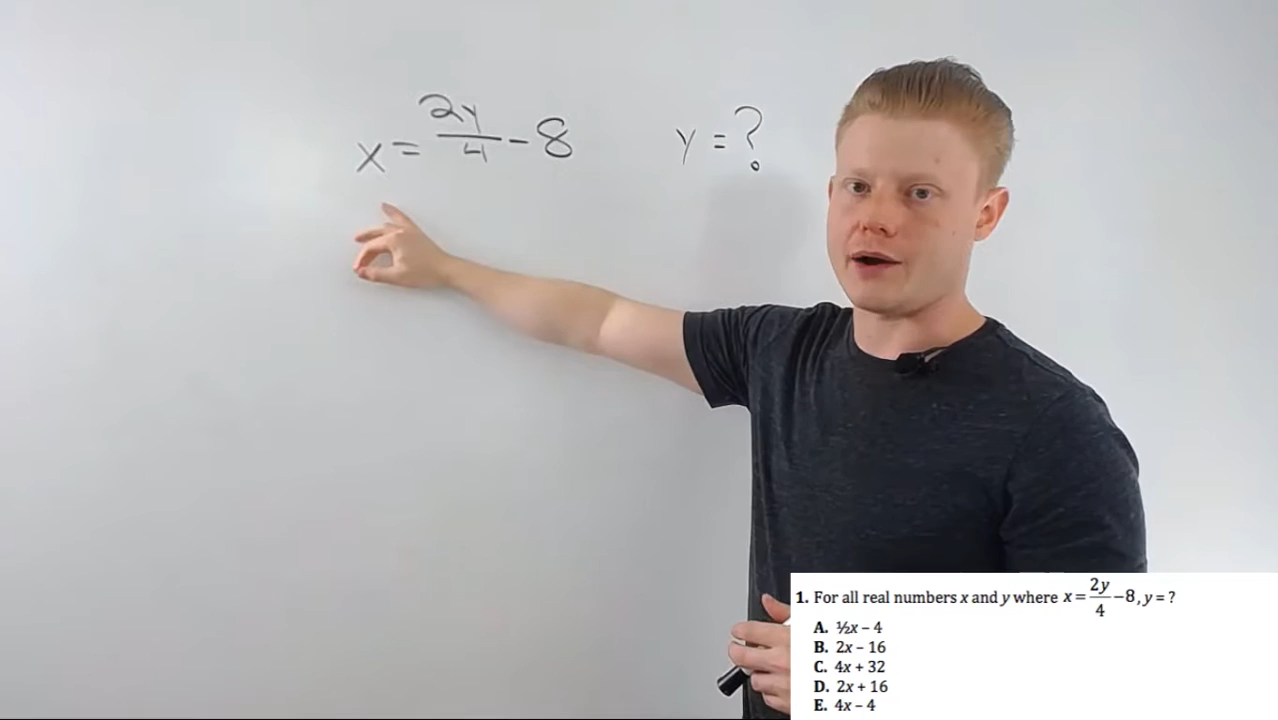 x = 2y/4 - 8 y = ?
1. For all real numbers x and y where x = 2y/4 - 8, y = ?
A. ½x – 4
B. 2x – 16
C. 4x + 32
D. 2x + 16
E. 4x – 4